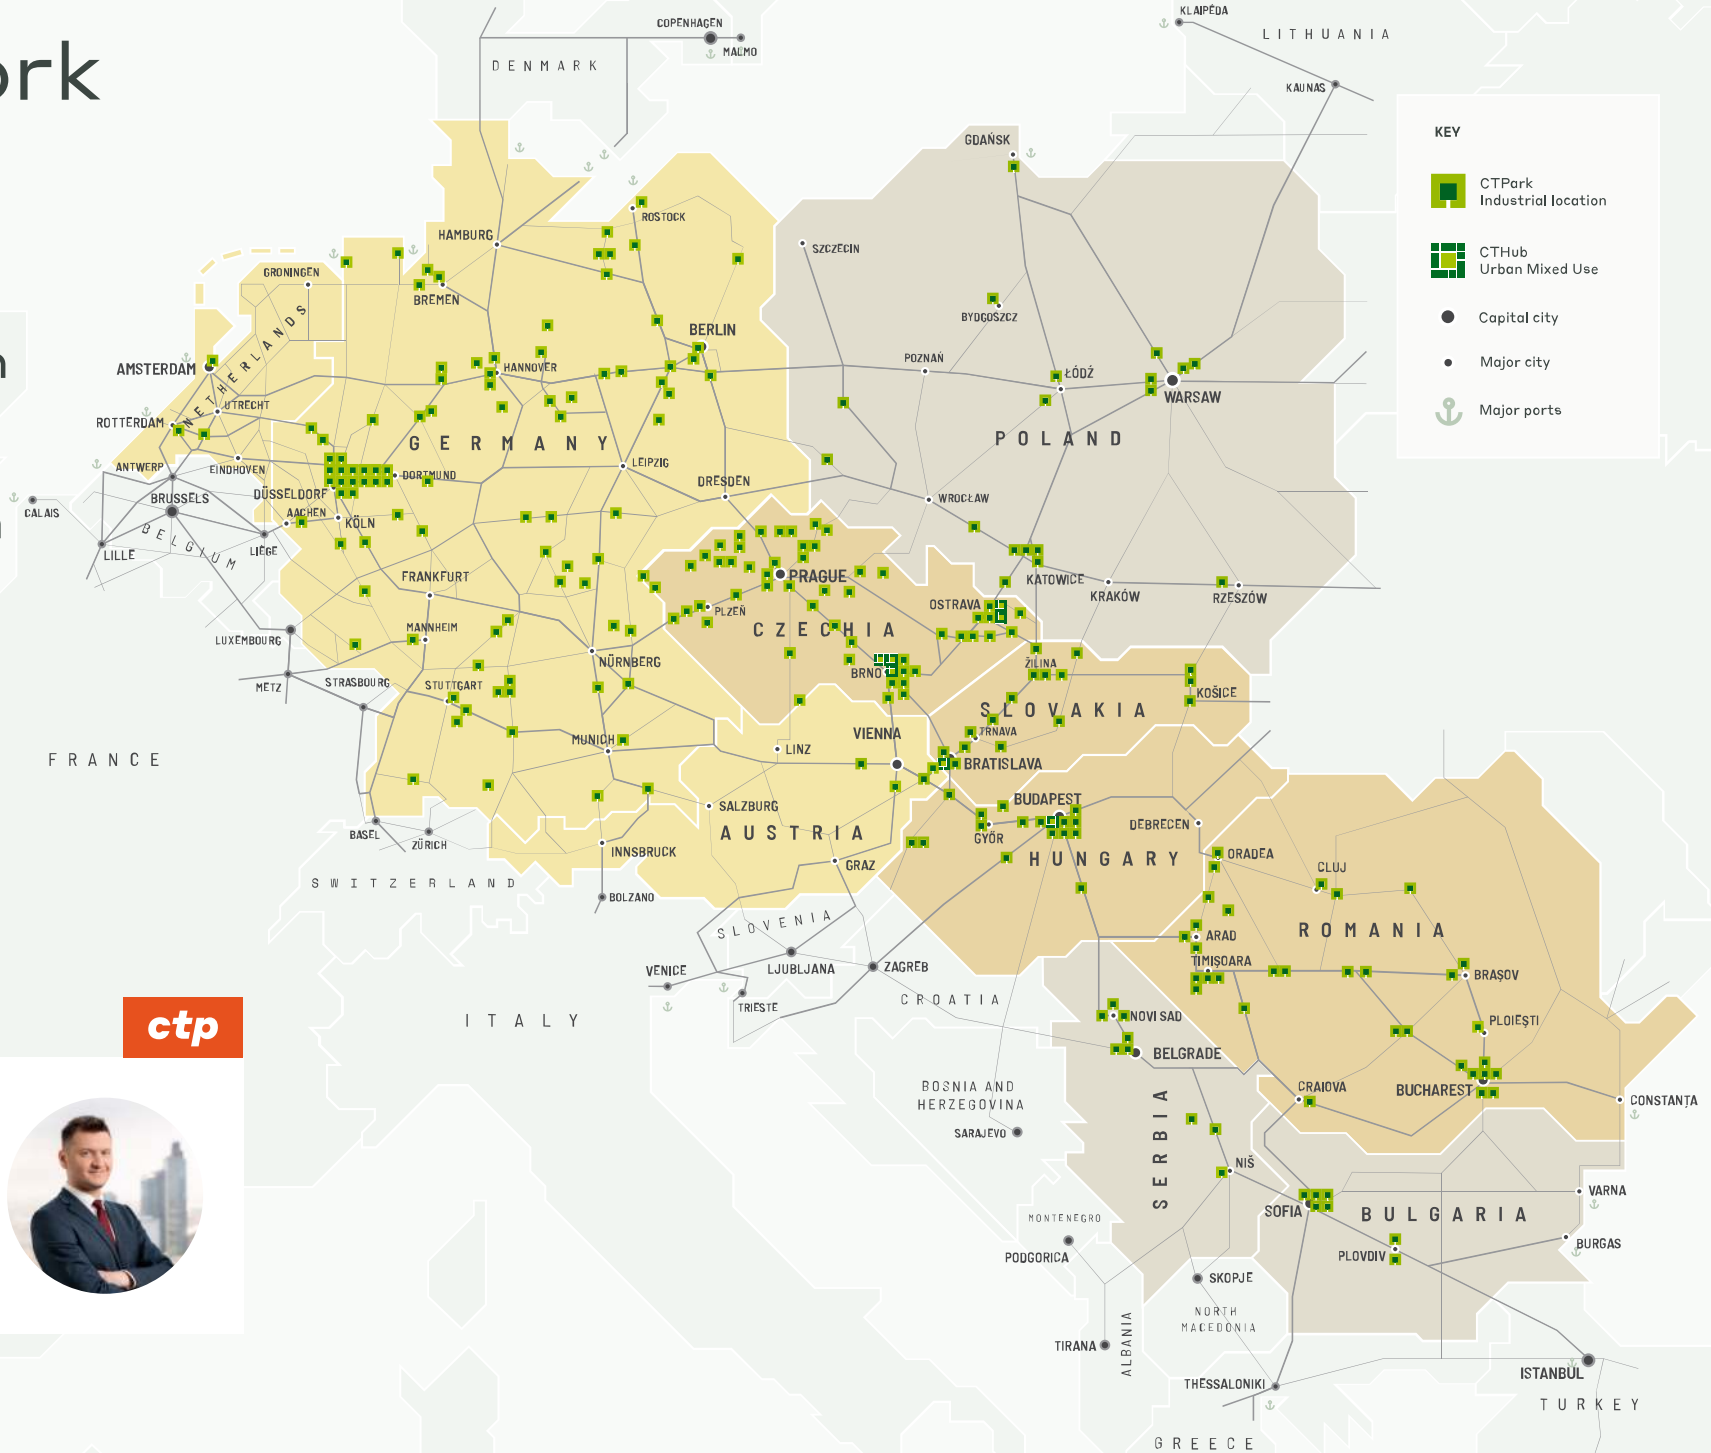 ork
KEY
CTPark
Industrial location
CTHub
Urban Mixed Use
Capital city
Major city
Major ports
COPENHAGEN
MALMO
DENMARK
KLAIPĖDA
LITHUANIA
KAUNAS
GDAŃSK
ROSTOCK
HAMBURG
SZCZECIN
GRONINGEN
BREMEN
BYDGOSZCZ
BERLIN
NETHERLANDS
AMSTERDAM
HANNOVER
POZNAŃ
ŁÓDŹ
WARSAW
UTRECHT
ROTTERDAM
GERMANY
POLAND
ANTWERP
EINDHOVEN
DORTMUND
LEIPZIG
DRESDEN
BRUSSELS
DÜSSELDORF
WROCŁAW
CALAIS
AACHEN
KÖLN
BELGIUM
LILLE
LIÈGE
FRANKFURT
PRAGUE
KATOWICE
KRAKÓW
RZESZÓW
PLZEŇ
OSTRAVA
CZECHIA
LUXEMBOURG
MANNHEIM
NÜRNBERG
ŽILINA
BRNO
METZ
STRASBOURG
STUTTGART
KOŠICE
SLOVAKIA
VIENNA
TRNAVA
MUNICH
LINZ
BRATISLAVA
FRANCE
SALZBURG
BUDAPEST
DEBRECEN
BASEL
ZÜRICH
AUSTRIA
GYŐR
INNSBRUCK
GRAZ
HUNGARY
ORADEA
CLUJ
SWITZERLAND
BOLZANO
SLOVENIA
ROMANIA
ARAD
VENICE
LJUBLJANA
ZAGREB
TIMIȘOARA
BRAȘOV
TRIESTE
CROATIA
ITALY
NOVI SAD
PLOIEȘTI
ctp
BELGRADE
BOSNIA AND
HERZEGOVINA
CRAIOVA
BUCHAREST
CONSTANȚA
SARAJEVO
SERBIA
NIŠ
VARNA
SOFIA
BULGARIA
MONTENEGRO
PODGORICA
PLOVDIV
BURGAS
SKOPJE
NORTH
MACEDONIA
TIRANA
ALBANIA
ISTANBUL
THESSALONIKI
TURKEY
GREECE